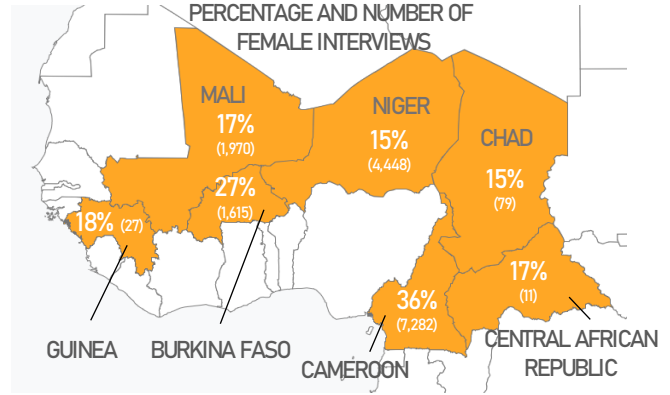 PERCENTAGE AND NUMBER OF
FEMALE INTERVIEWS
MALI
17%
(1,970)
NIGER
15%
(4,448)
CHAD
15%
(79)
27%
(1,615)
18% (27)
36%
(7,282)
17%
(11)
GUINEA
BURKINA FASO
CAMEROON
CENTRAL AFRICAN
REPUBLIC